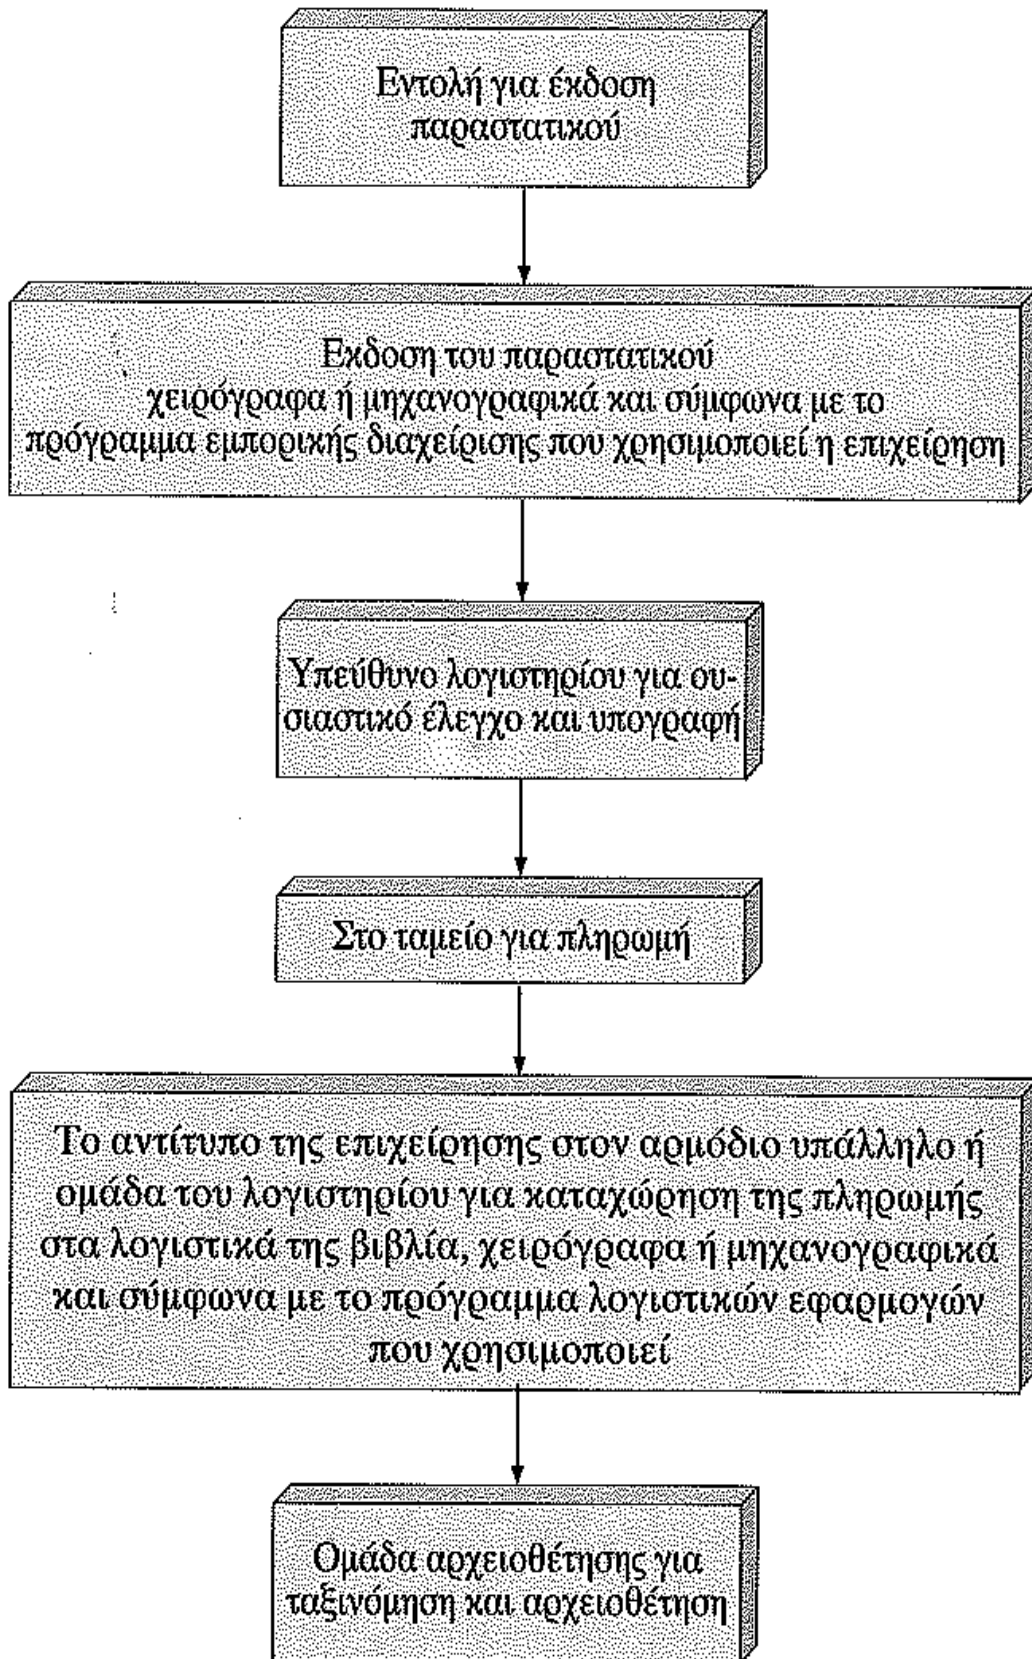 Εντολή για έκδοση
παραστατικού
Εκδοση του παραστατικού
χειρόγραφα ή μηχανογραφικά και σύμφωνα με το
πρόγραμμα εμπορικής διαχείρισης που χρησιμοποιεί η επιχείρηση
Υπεύθυνο λογιστηρίου για ου-
σιαστικό έλεγχο και υπογραφή
Στο ταμείο για πληρωμή
Το αντίτυπο της επιχείρησης στον αρμόδιο υπάλληλο ή
ομάδα του λογιστηρίου για καταχώρηση της πληρωμής
στα λογιστικά της βιβλία, χειρόγραφα ή μηχανογραφικά
και σύμφωνα με το πρόγραμμα λογιστικών εφαρμογών
που χρησιμοποιεί
Ομάδα αρχειοθέτησης για
ταξινόμηση και αρχειοθέτηση